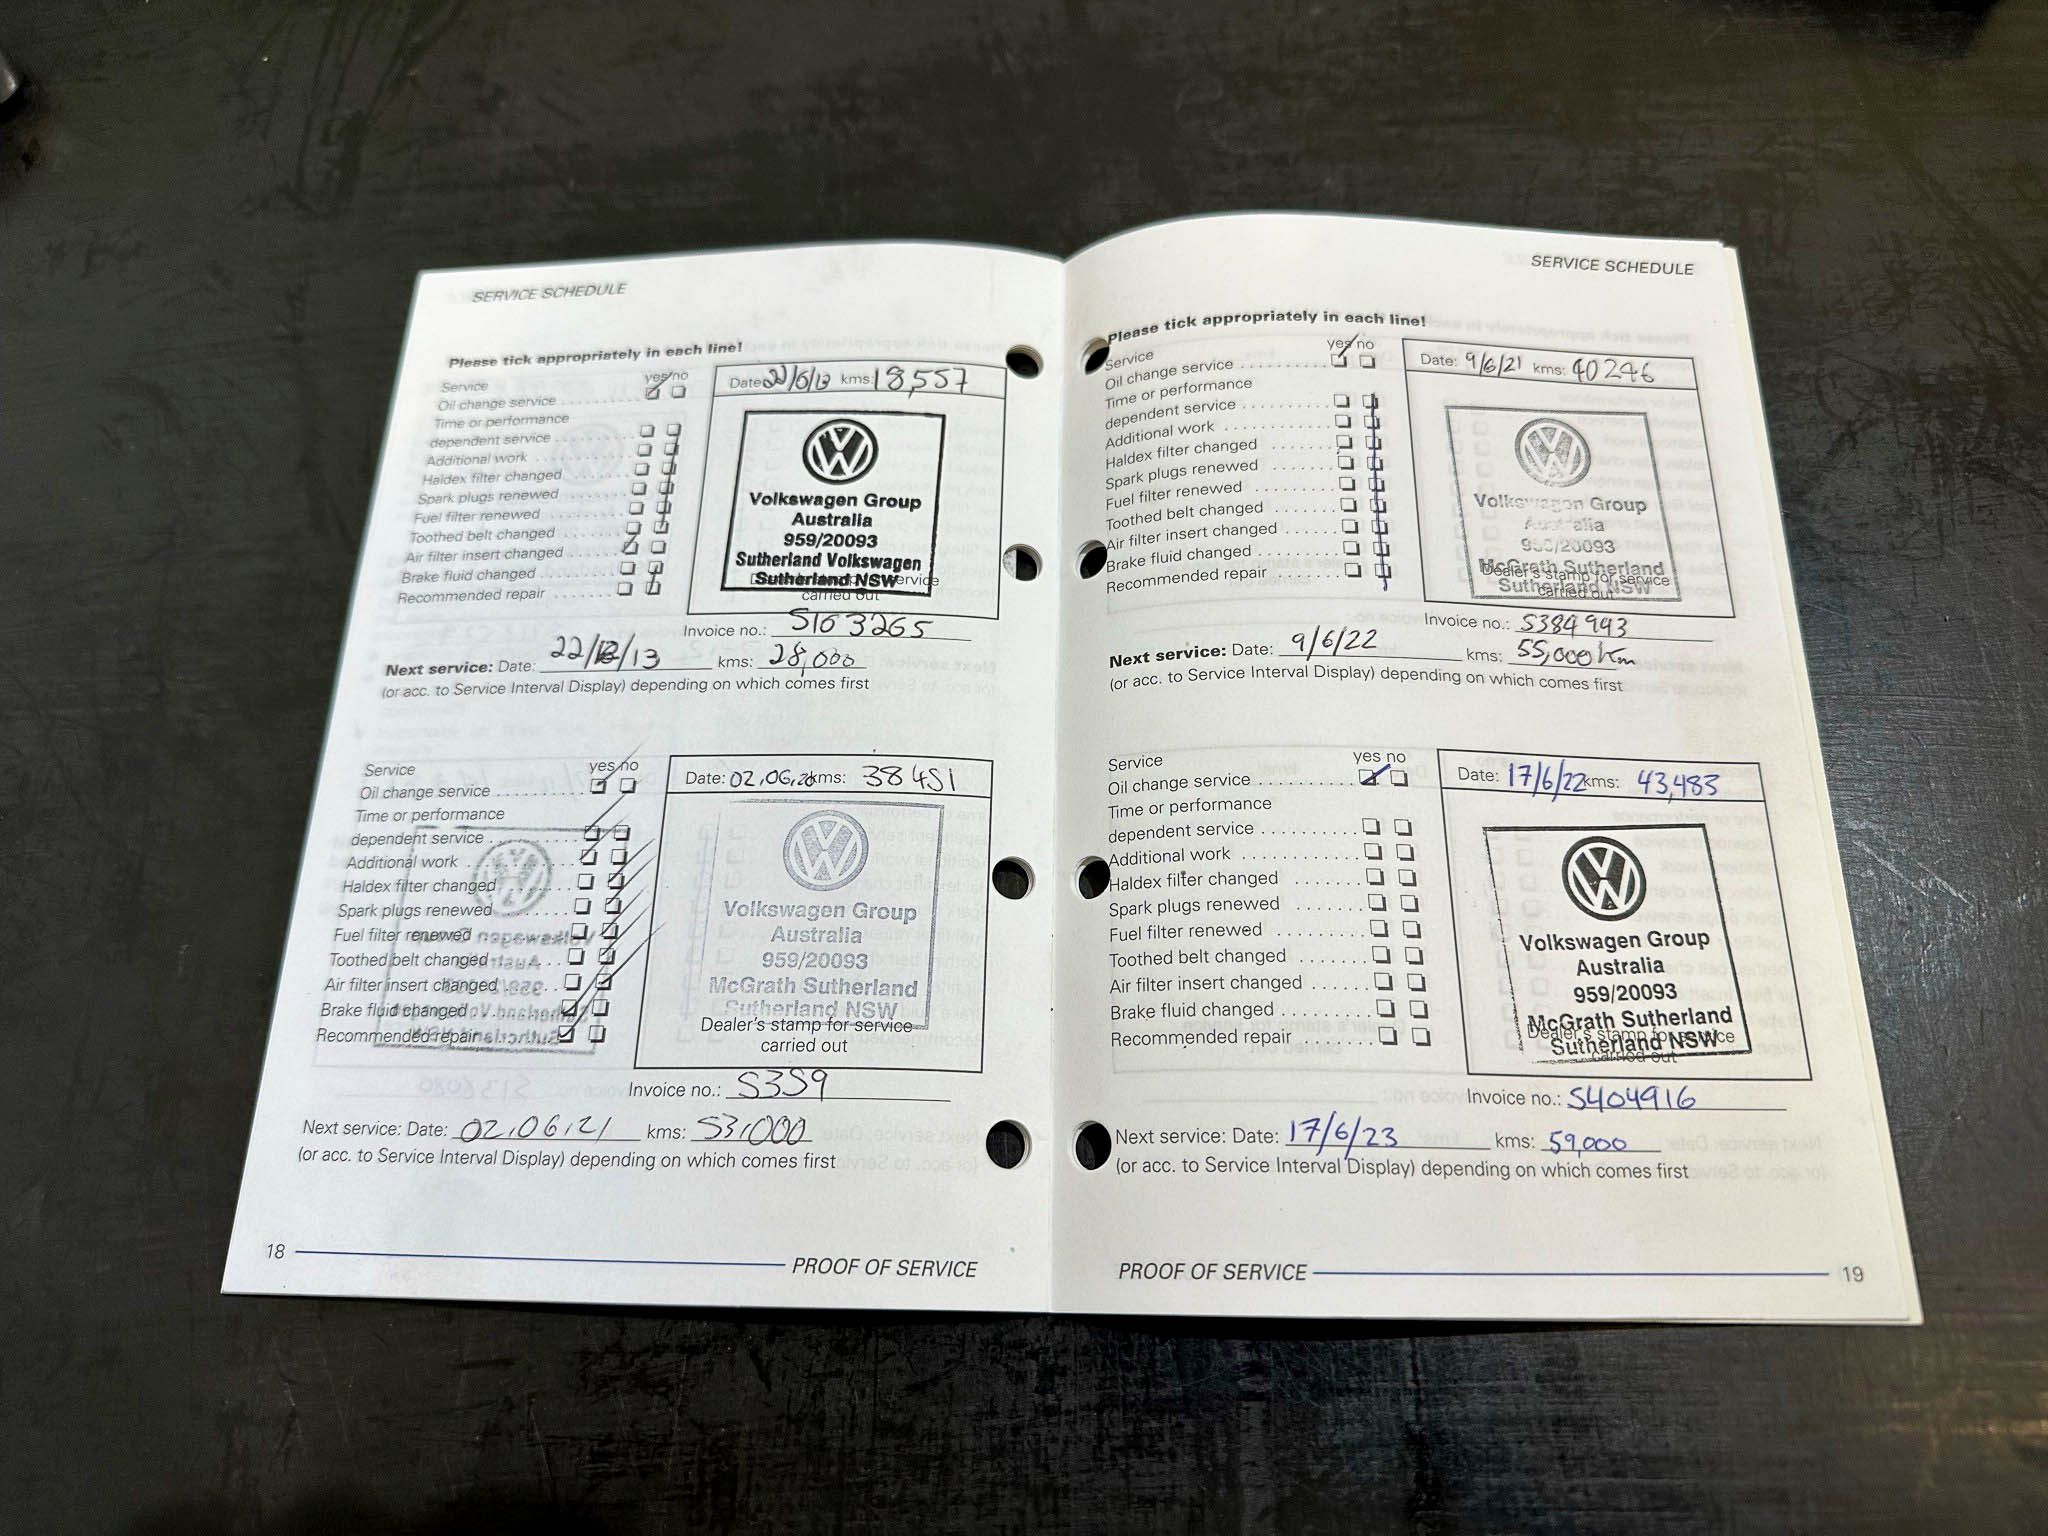 SERVICE SCHEDULE
Please tick appropriately in each line!
Service yes no
Oil change service
Time or performance
dependent service
Additional work
Haldex filter changed
Spark plugs renewed
Fuel filter renewed
Toothed belt changed
Air filter insert changed
Brake fluid changed
Recommended repair
Date: kms: 18,557
Volkswagen Group
Australia
959/20093
Sutherland Volkswagen
Sutherland NSW
service
carried out
Invoice no.: S163265
Next service: Date: 22/12/13 kms: 28,000
(or acc. to Service Interval Display) depending on which comes first
Service yes no
Oil change service
Time or performance
dependent service
Additional work
Haldex filter changed
Spark plugs renewed
Fuel filter renewed
Toothed belt changed
Air filter insert changed
Brake fluid changed
Recommended repair
Date: 02.06.20 kms: 38451
Volkswagen Group
Australia
959/20093
McGrath Sutherland
Sutherland NSW
Dealer's stamp for service
carried out
Invoice no.: S359
Next service: Date: 02.06.21 kms: 53,000
(or acc. to Service Interval Display) depending on which comes first
18 PROOF OF SERVICE
SERVICE SCHEDULE
Please tick appropriately in each line!
Service yes no
Oil change service
Time or performance
dependent service
Additional work
Haldex filter changed
Spark plugs renewed
Fuel filter renewed
Toothed belt changed
Air filter insert changed
Brake fluid changed
Recommended repair
Date: 9/6/21 kms: 40246
Volkswagen Group
Australia
959/20093
McGrath Sutherland
Dealer's stamp for service
Sutherland NSW
carried out
Invoice no.: S384943
Next service: Date: 9/6/22 kms: 55,000 km
(or acc. to Service Interval Display) depending on which comes first
Service yes no
Oil change service
Time or performance
dependent service
Additional work
Haldex filter changed
Spark plugs renewed
Fuel filter renewed
Toothed belt changed
Air filter insert changed
Brake fluid changed
Recommended repair
Date: 17/6/22 kms: 43,483
Volkswagen Group
Australia
959/20093
McGrath Sutherland
Dealer's stamp for service
Sutherland NSW
carried out
Invoice no.: S404916
Next service: Date: 17/6/23 kms: 59,000
(or acc. to Service Interval Display) depending on which comes first
PROOF OF SERVICE 19